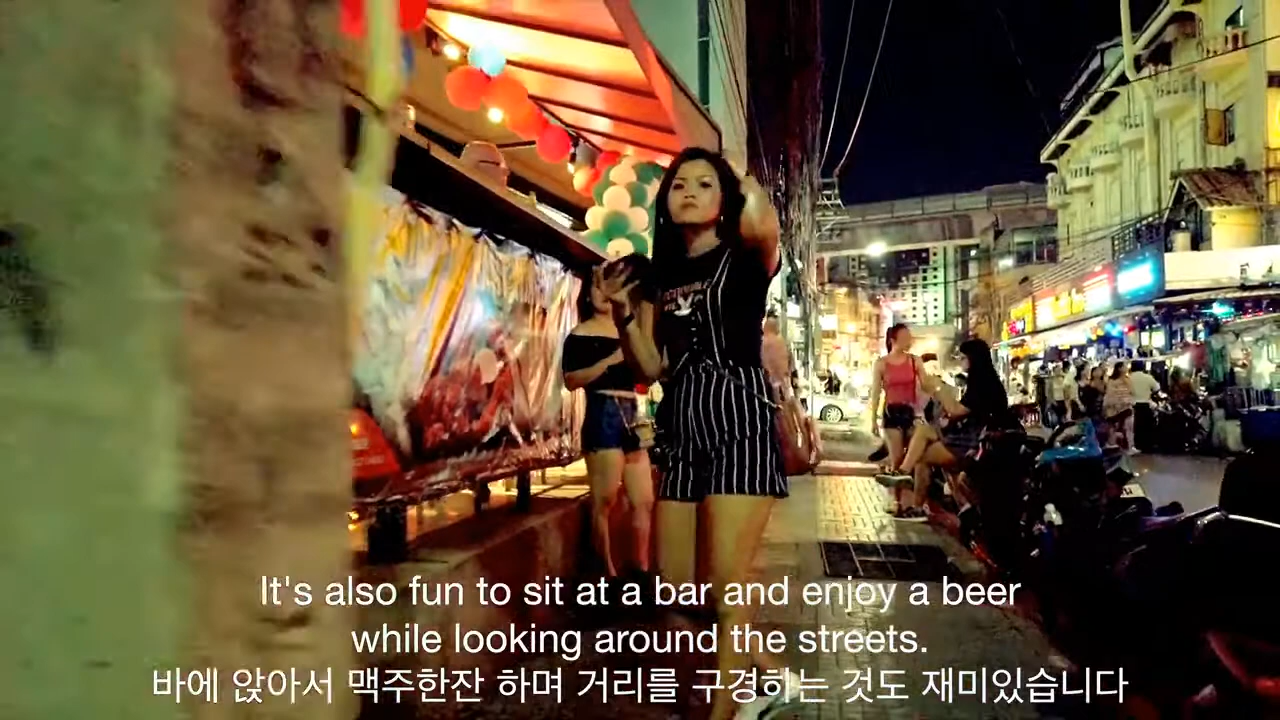 It's also fun to sit at a bar and enjoy a beer
while looking around the streets.
바에 앉아서 맥주한잔 하며 거리를 구경하는 것도 재미있습니다